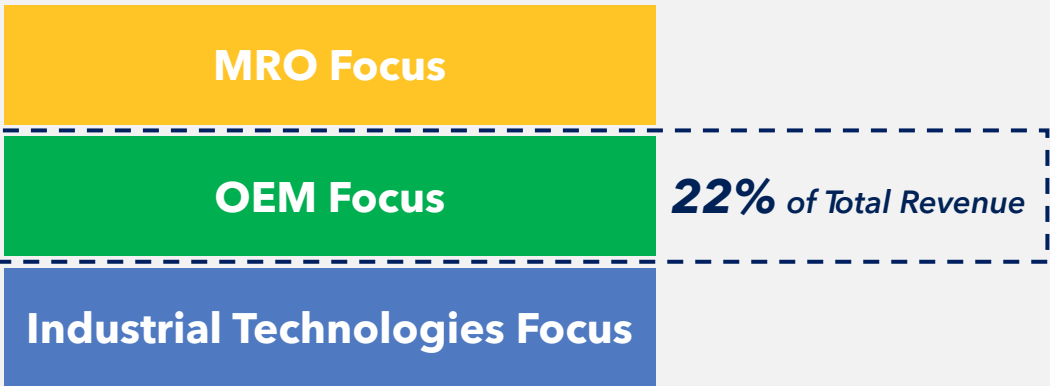 MRO Focus
OEM Focus
22% of Total Revenue
Industrial Technologies Focus